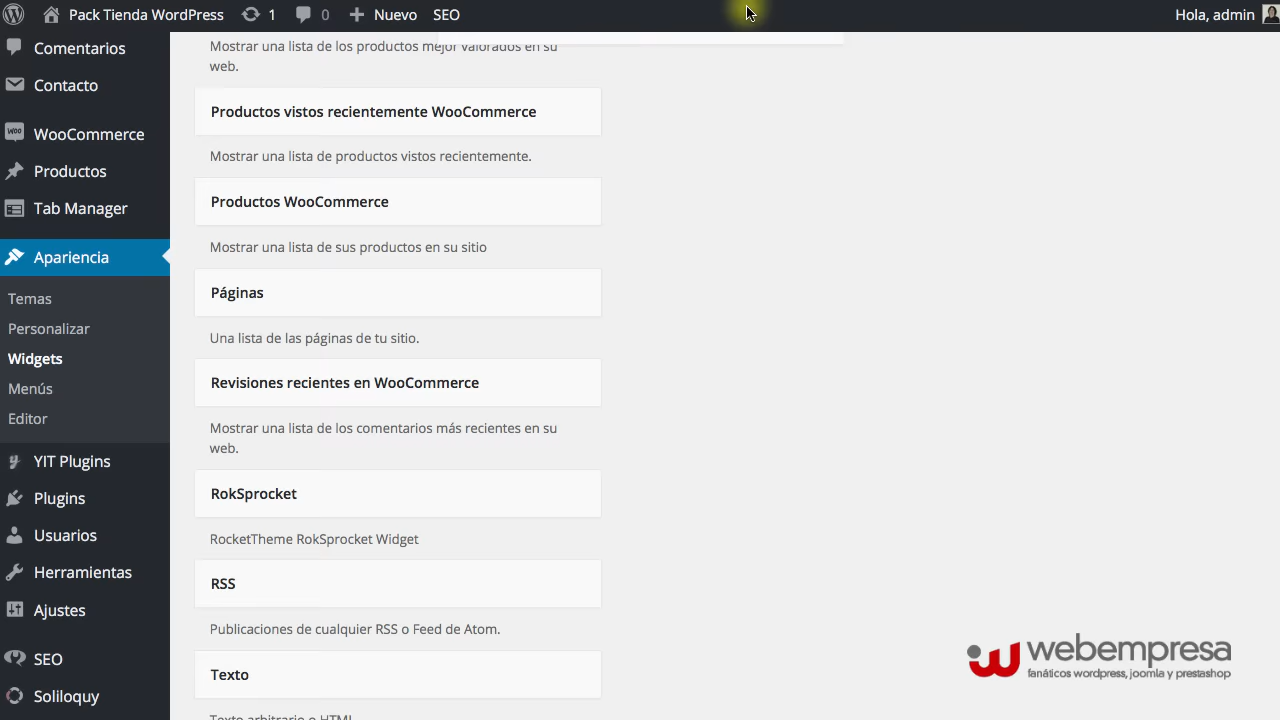 Pack Tienda WordPress 1 0 Nuevo SEO Hola, admin
Comentarios
Contacto
WooCommerce
Productos
Tab Manager
Apariencia
Temas
Personalizar
Widgets
Menús
Editor
YIT Plugins
Plugins
Usuarios
Herramientas
Ajustes
SEO
Soliloquy
Mostrar una lista de los productos mejor valorados en su
web.
Productos vistos recientemente WooCommerce
Mostrar una lista de productos vistos recientemente.
Productos WooCommerce
Mostrar una lista de sus productos en su sitio
Páginas
Una lista de las páginas de tu sitio.
Revisiones recientes en WooCommerce
Mostrar una lista de los comentarios más recientes en su
web.
RokSprocket
RocketTheme RokSprocket Widget
RSS
Publicaciones de cualquier RSS o Feed de Atom.
Texto
Texto arbitrario o HTML
webempresa
fanáticos wordpress, joomla y prestashop